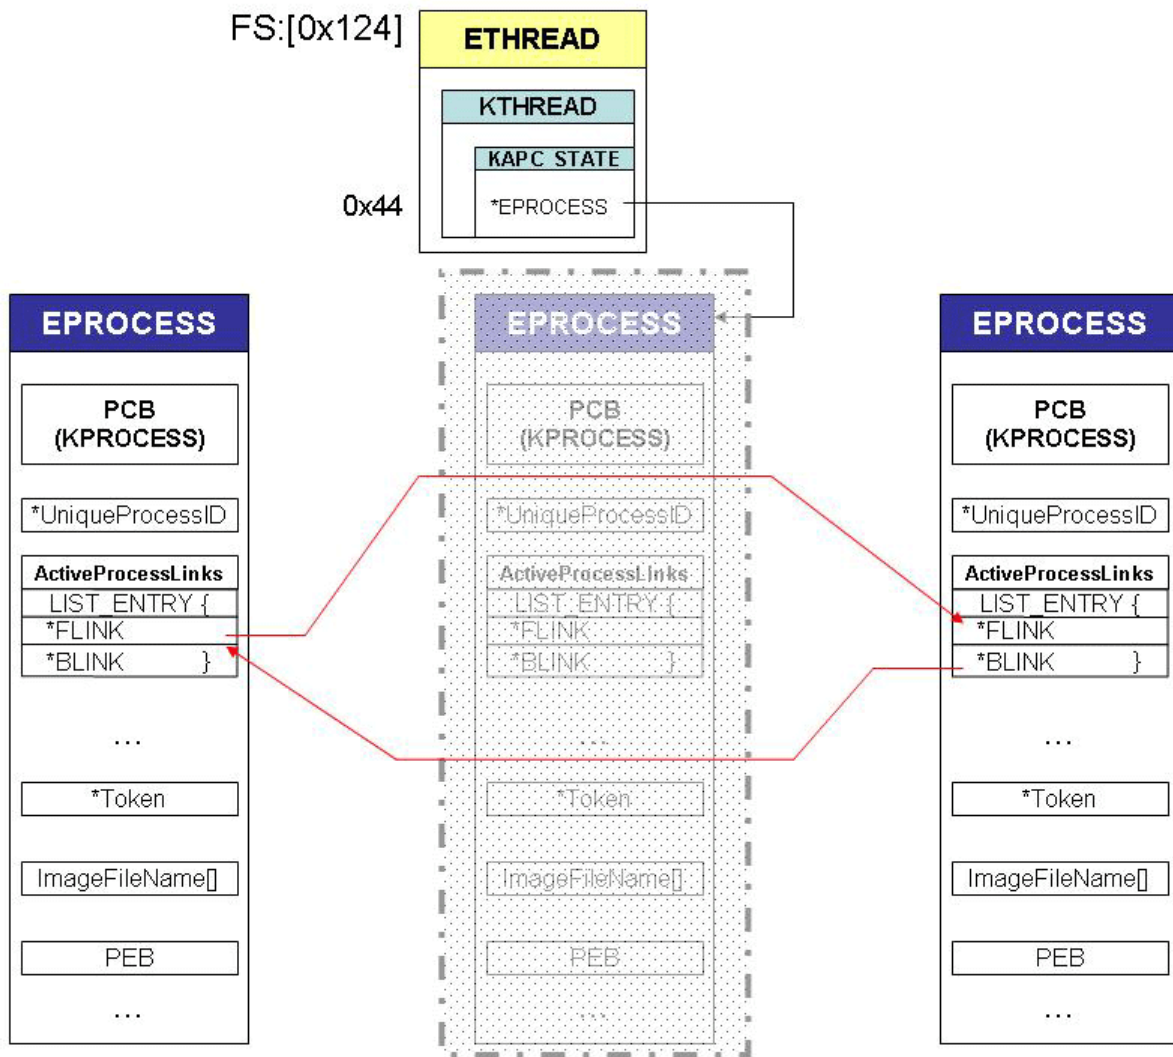 FS:[0x124]
ETHREAD
KTHREAD
KAPC_STATE
0x44
*EPROCESS
EPROCESS
PCB
(KPROCESS)
*UniqueProcessID
ActiveProcessLinks
LIST_ENTRY {
*FLINK
*BLINK }
...
*Token
ImageFileName[]
PEB
...
EPROCESS
PCB
(KPROCESS)
*UniqueProcessID
ActiveProcessLinks
LIST_ENTRY {
*FLINK
*BLINK }
...
*Token
ImageFileName[]
PEB
...
EPROCESS
PCB
(KPROCESS)
*UniqueProcessID
ActiveProcessLinks
LIST_ENTRY {
*FLINK
*BLINK }
...
*Token
ImageFileName[]
PEB
...